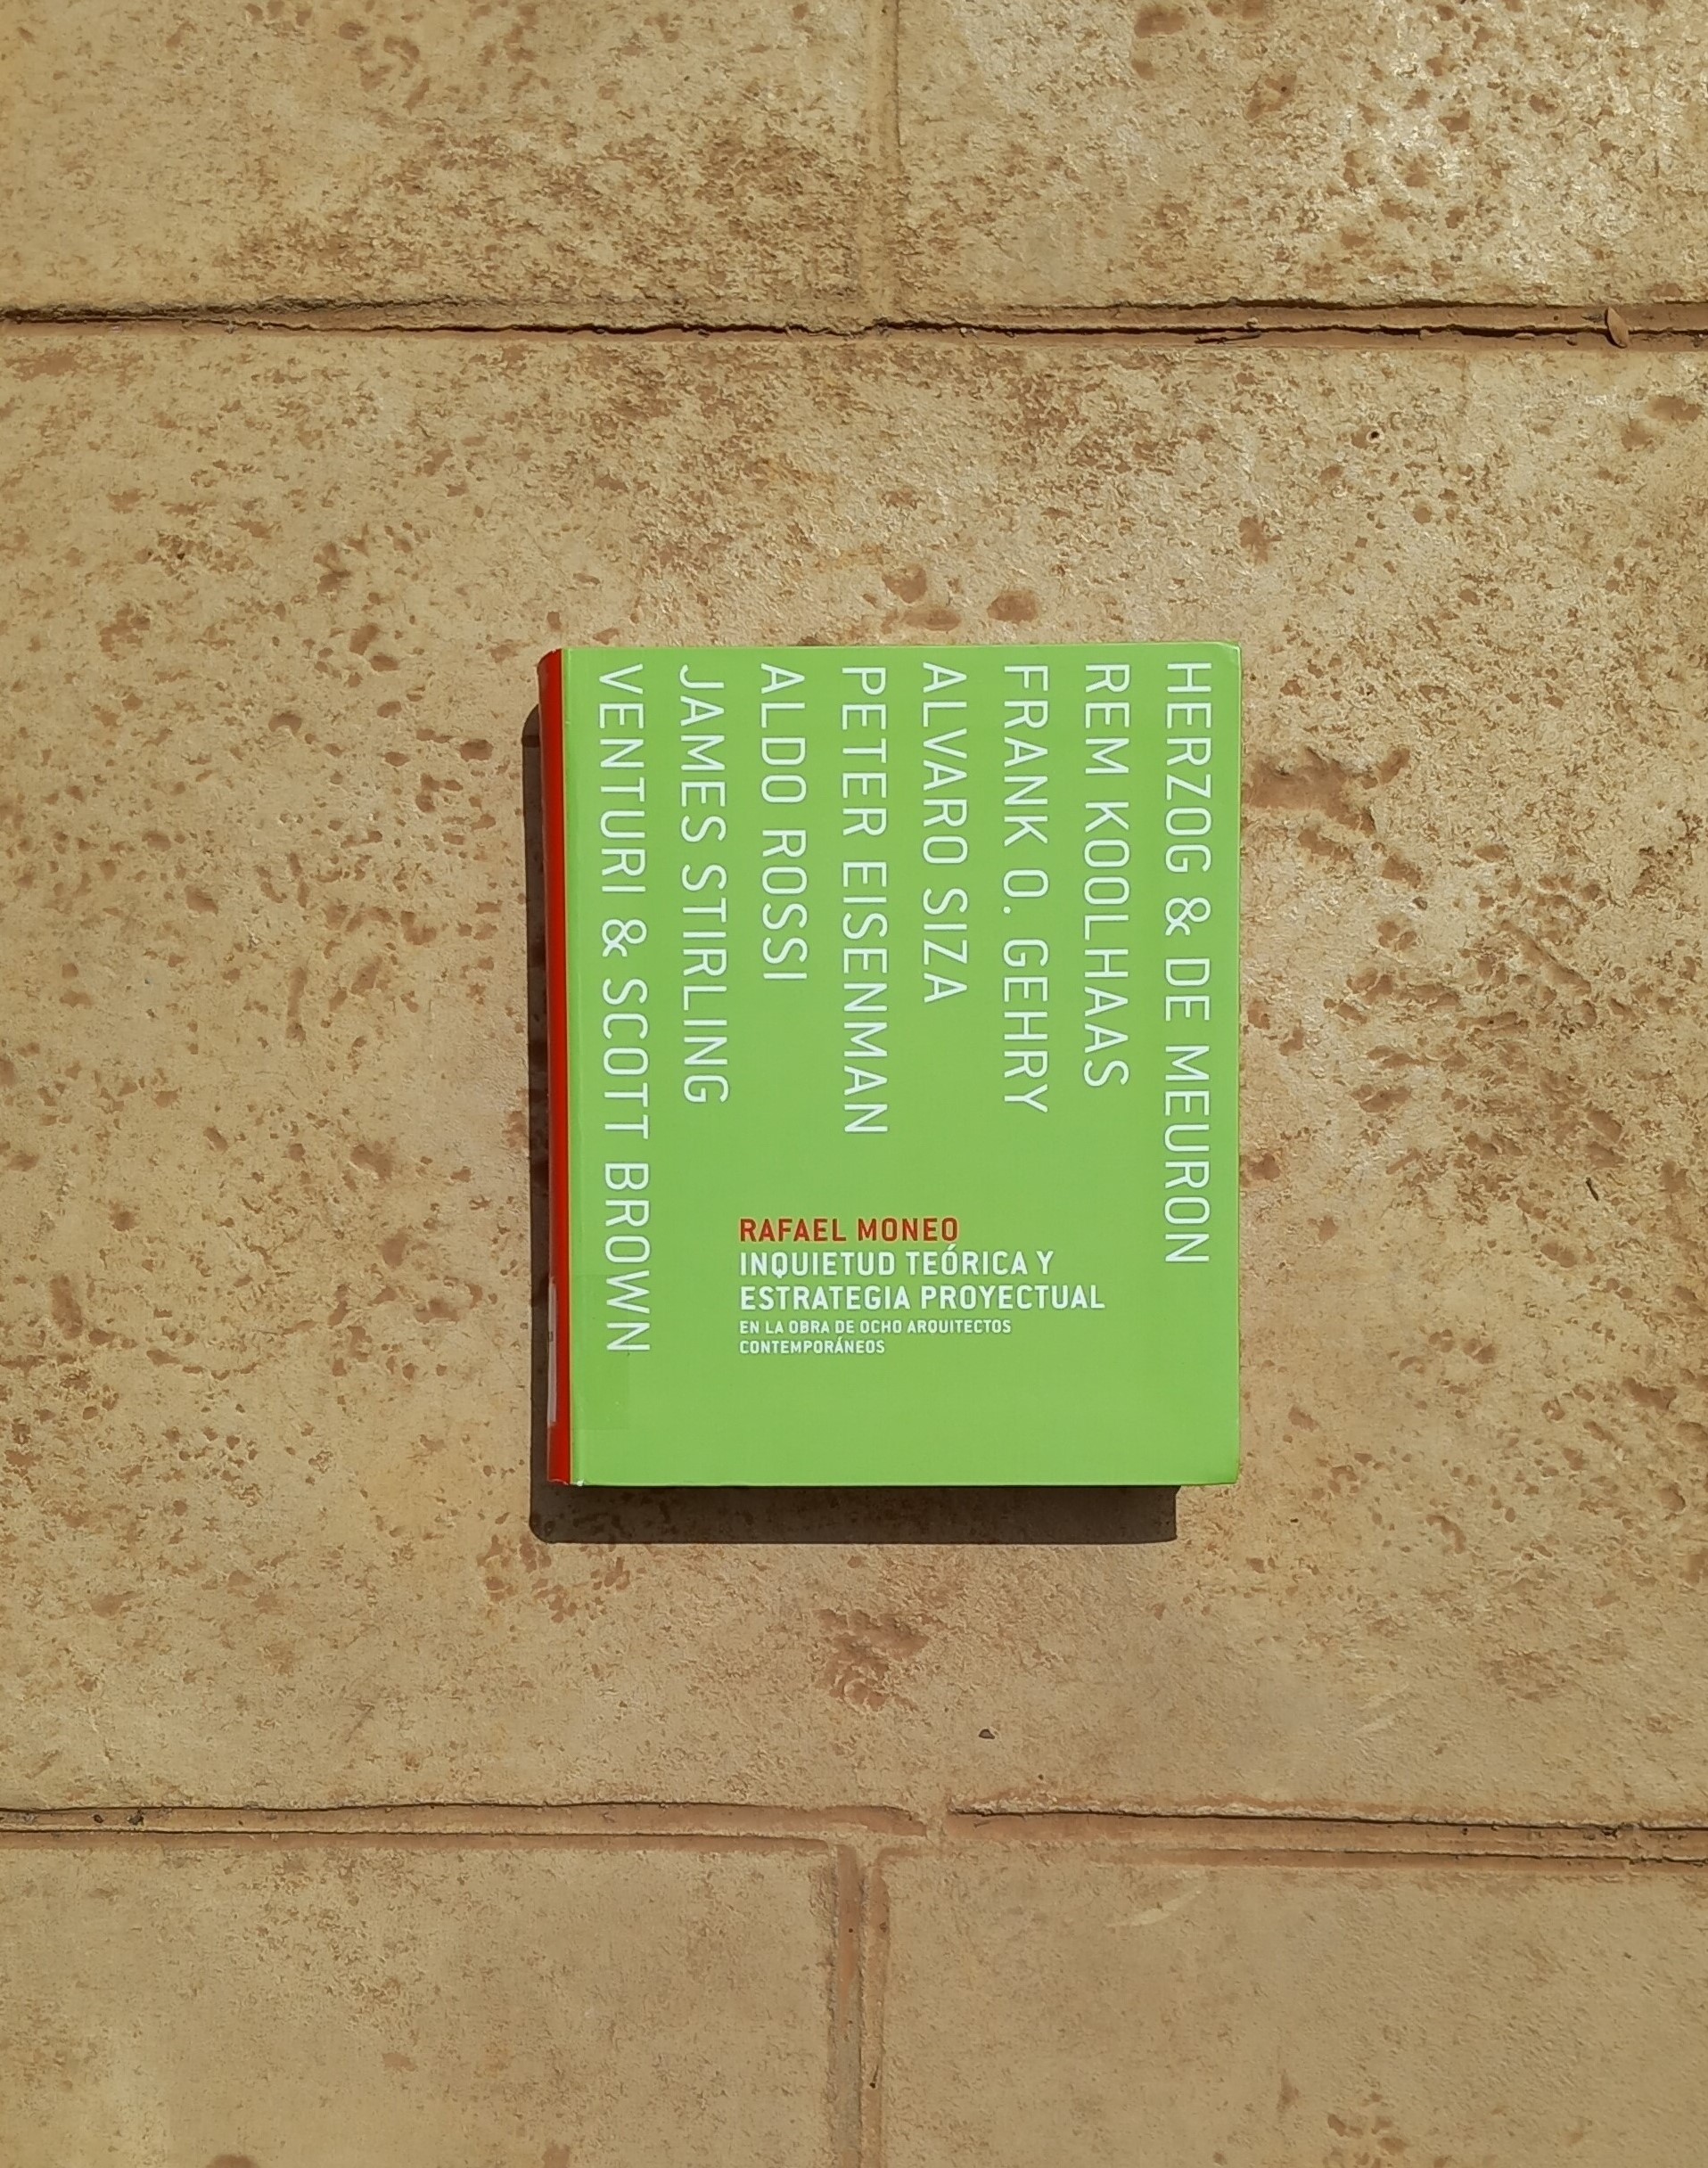 HERZOG & DE MEURON
REM KOOLHAAS
FRANK O. GEHRY
ALVARO SIZA
PETER EISENMAN
ALDO ROSSI
JAMES STIRLING
VENTURI & SCOTT BROWN
RAFAEL MONEO
INQUIETUD TEÓRICA Y
ESTRATEGIA PROYECTUAL
EN LA OBRA DE OCHO ARQUITECTOS
CONTEMPORÁNEOS